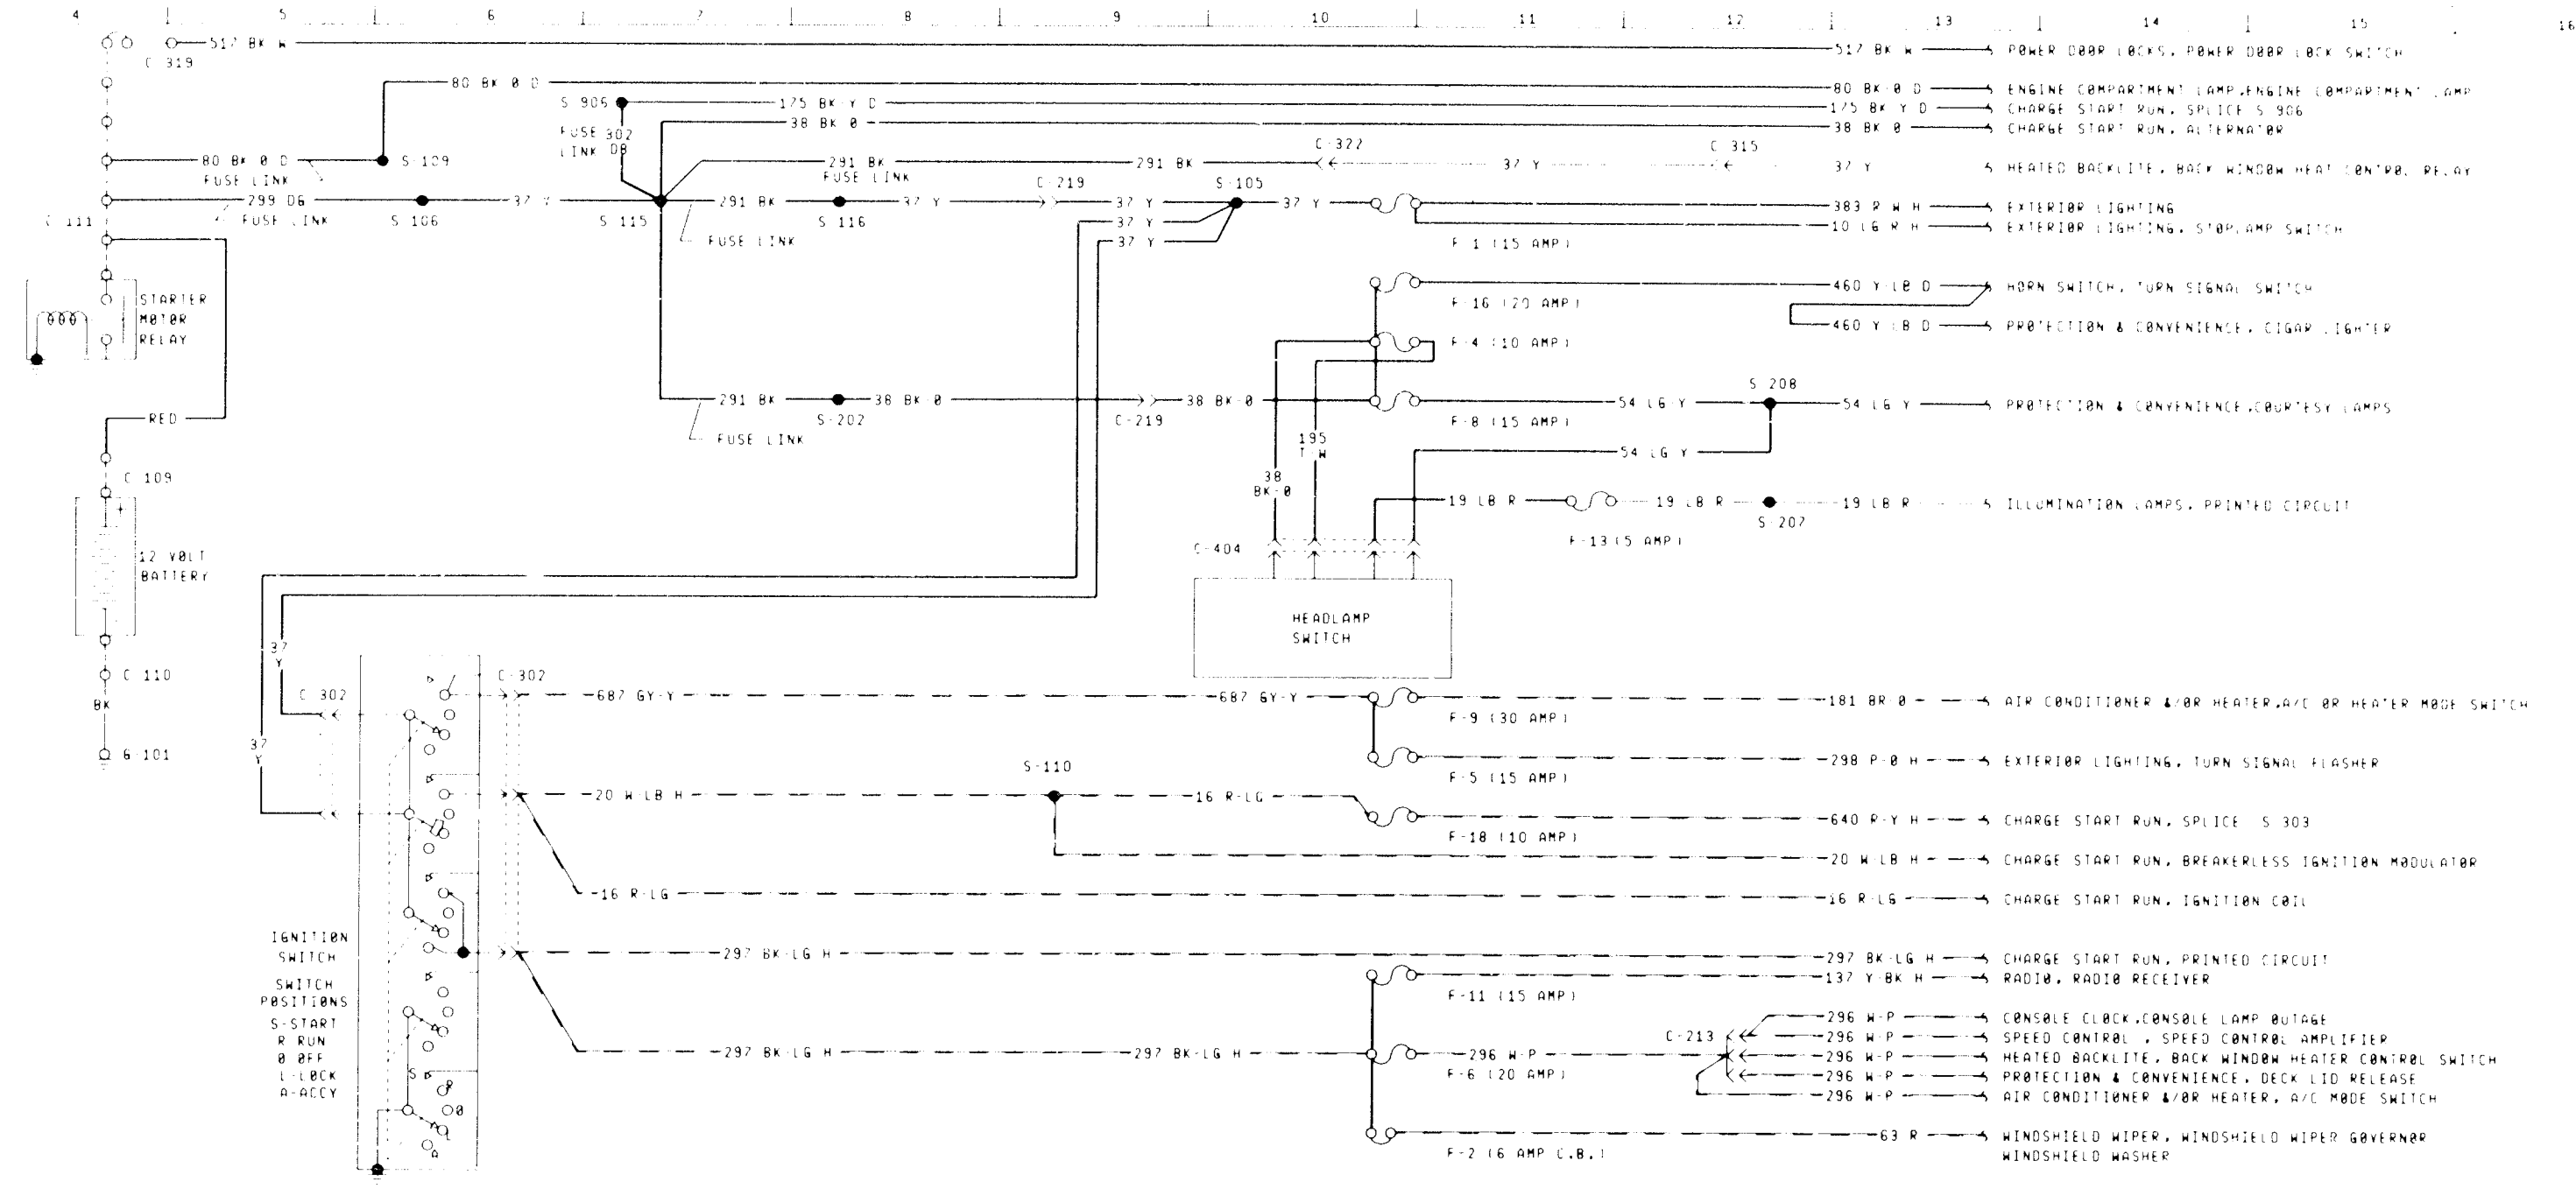 4 5 6 7 8 9 10 11 12 13 14 15 16
517 BK W
517 BK W
POWER DOOR LOCKS, POWER DOOR LOCK SWITCH
C 319
80 BK O D
80 BK-O D
ENGINE COMPARTMENT LAMP,ENGINE COMPARTMENT LAMP
S 906
175 BK-Y D
175 BK Y D
CHARGE START RUN, SPLICE S 906
38 BK O
38 BK O
CHARGE START RUN, ALTERNATOR
FUSE 302
LINK DB
80 BK O D
S-109
FUSE LINK
291 BK
FUSE LINK
291 BK
C-322
37 Y
C 315
37 Y
HEATED BACKLITE, BACK WINDOW HEAT CONTROL RELAY
299 DG
FUSE LINK
S 106
37 Y
S 115
291 BK
FUSE LINK
S 116
37 Y
C-219
37 Y
S-105
37 Y
37 Y
37 Y
383 R W H
EXTERIOR LIGHTING
10 LG R H
EXTERIOR LIGHTING, STOPLAMP SWITCH
F 1 (15 AMP)
C 111
STARTER
MOTOR
RELAY
F-16 (20 AMP)
460 Y-LB D
HORN SWITCH, TURN SIGNAL SWITCH
460 Y LB D
PROTECTION & CONVENIENCE, CIGAR LIGHTER
F-4 (10 AMP)
291 BK
FUSE LINK
S-202
38 BK-O
C-219
38 BK-O
F-8 (15 AMP)
54 LG-Y
S 208
54 LG Y
PROTECTION & CONVENIENCE,COURTESY LAMPS
RED
195
T-W
54 LG Y
38
BK-O
C 109
19 LB R
19 LB R
19 LB R
ILLUMINATION LAMPS, PRINTED CIRCUIT
S-207
F-13 (5 AMP)
C-404
12 VOLT
BATTERY
HEADLAMP
SWITCH
37
Y
C 110
BK
G-101
C 302
C-302
687 GY-Y
687 GY-Y
F-9 (30 AMP)
181 BR-O
AIR CONDITIONER &/OR HEATER,A/C OR HEATER MODE SWITCH
37
Y
F-5 (15 AMP)
298 P-O H
EXTERIOR LIGHTING, TURN SIGNAL FLASHER
S-110
20 W-LB H
16 R-LG
F-18 (10 AMP)
640 R-Y H
CHARGE START RUN, SPLICE S 303
20 W-LB H
CHARGE START RUN, BREAKERLESS IGNITION MODULATOR
16 R-LG
16 R-LG
CHARGE START RUN, IGNITION COIL
IGNITION
SWITCH
297 BK-LG H
297 BK-LG H
CHARGE START RUN, PRINTED CIRCUIT
SWITCH
POSITIONS
S-START
R RUN
O OFF
L-LOCK
A-ACCY
F-11 (15 AMP)
137 Y-BK H
RADIO, RADIO RECEIVER
297 BK-LG H
297 BK-LG H
296 W-P
F-6 (20 AMP)
C-213
296 W-P
CONSOLE CLOCK,CONSOLE LAMP OUTAGE
296 W-P
SPEED CONTROL , SPEED CONTROL AMPLIFIER
296 W-P
HEATED BACKLITE, BACK WINDOW HEATER CONTROL SWITCH
296 W-P
PROTECTION & CONVENIENCE, DECK LID RELEASE
296 W-P
AIR CONDITIONER &/OR HEATER, A/C MODE SWITCH
S
R
O
L
A
F-2 (6 AMP C.B.)
63 R
WINDSHIELD WIPER, WINDSHIELD WIPER GOVERNOR
WINDSHIELD WASHER